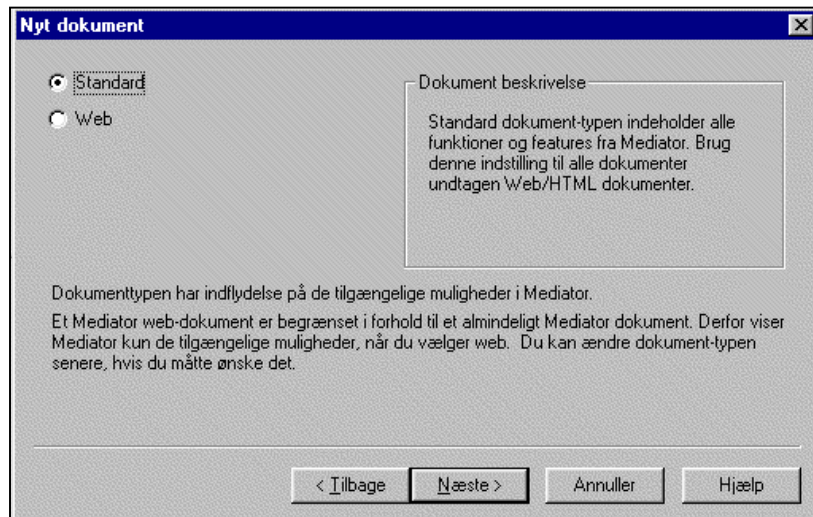 Nyt dokument
Standard
Web
Dokument beskrivelse
Standard dokument-typen indeholder alle
funktioner og features fra Mediator. Brug
denne indstilling til alle dokumenter
undtagen Web/HTML dokumenter.
Dokumenttypen har indflydelse på de tilgængelige muligheder i Mediator.
Et Mediator web-dokument er begrænset i forhold til et almindeligt Mediator dokument. Derfor viser
Mediator kun de tilgængelige muligheder, når du vælger web.  Du kan ændre dokument-typen
senere, hvis du måtte ønske det.
< Tilbage
Næste >
Annuller
Hjælp